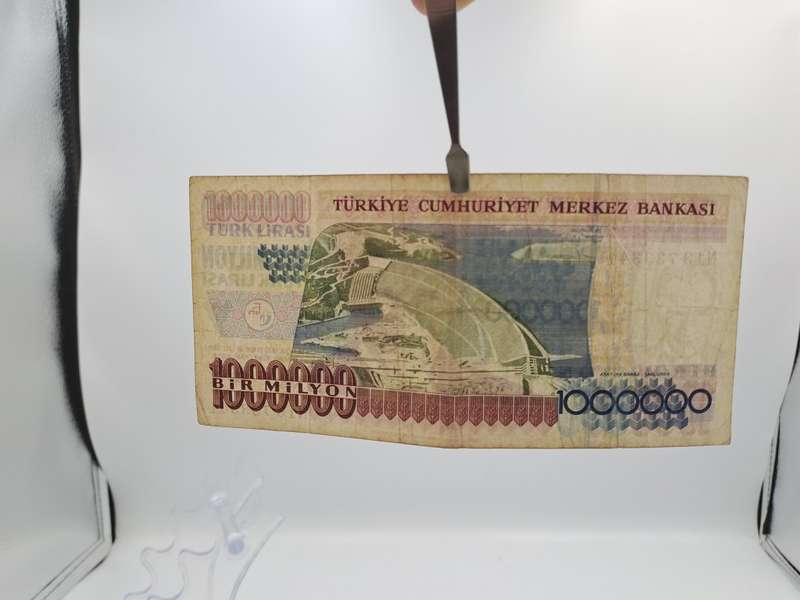 1000000
TÜRK LİRASI
TÜRKİYE CUMHURİYET MERKEZ BANKASI
1000000
BİR MİLYON
1000000